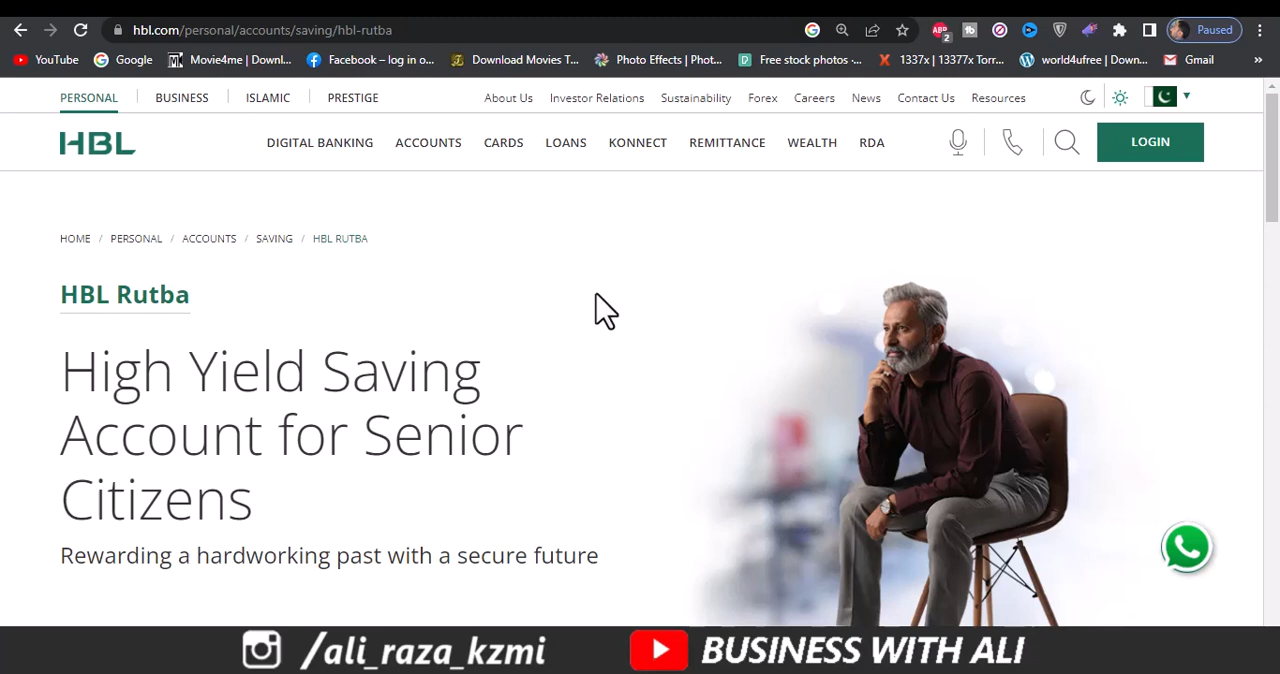 hbl.com/personal/accounts/saving/hbl-rutba
Paused
YouTube
Google
Movie4me | Downl...
Facebook – log in o...
Download Movies T...
Photo Effects | Phot...
Free stock photos -...
1337x | 13377x Torr...
world4ufree | Down...
Gmail
»
ABP
2
PERSONAL
BUSINESS
ISLAMIC
PRESTIGE
About Us
Investor Relations
Sustainability
Forex
Careers
News
Contact Us
Resources
HBL
DIGITAL BANKING
ACCOUNTS
CARDS
LOANS
KONNECT
REMITTANCE
WEALTH
RDA
LOGIN
HOME / PERSONAL / ACCOUNTS / SAVING / HBL RUTBA
HBL Rutba
High Yield Saving
Account for Senior
Citizens
Rewarding a hardworking past with a secure future
/ali_raza_kzmi
BUSINESS WITH ALI